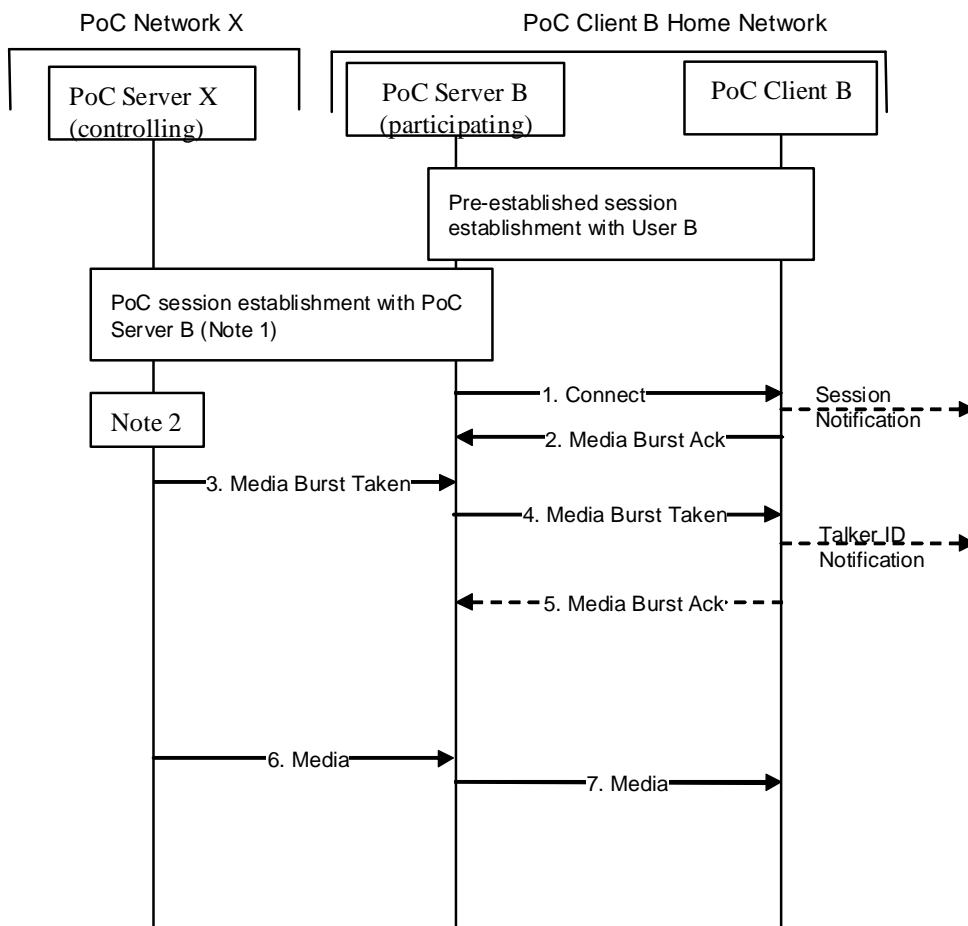 PoC Network X
PoC Client B Home Network
PoC Server X
(controlling)
PoC Server B
(participating)
PoC Client B
Pre-established session
establishment with User B
PoC session establishment with PoC
Server B (Note 1)
1. Connect
Session
Notification
Note 2
2. Media Burst Ack
3. Media Burst Taken
4. Media Burst Taken
Talker ID
Notification
5. Media Burst Ack
6. Media
7. Media